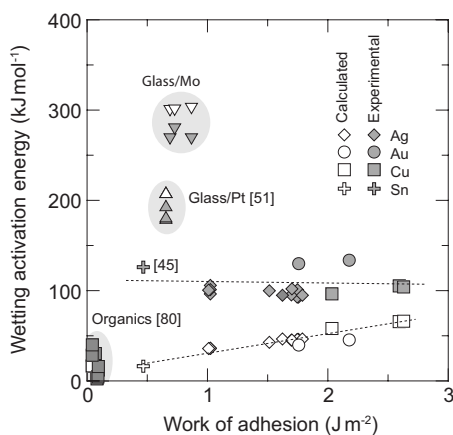 Wetting activation energy (kJ mol⁻¹)
400
300
200
100
0
Glass/Mo
Glass/Pt [51]
[45]
Organics [80]
Calculated
Experimental
Ag
Au
Cu
Sn
0
1
2
3
Work of adhesion (J m⁻²)